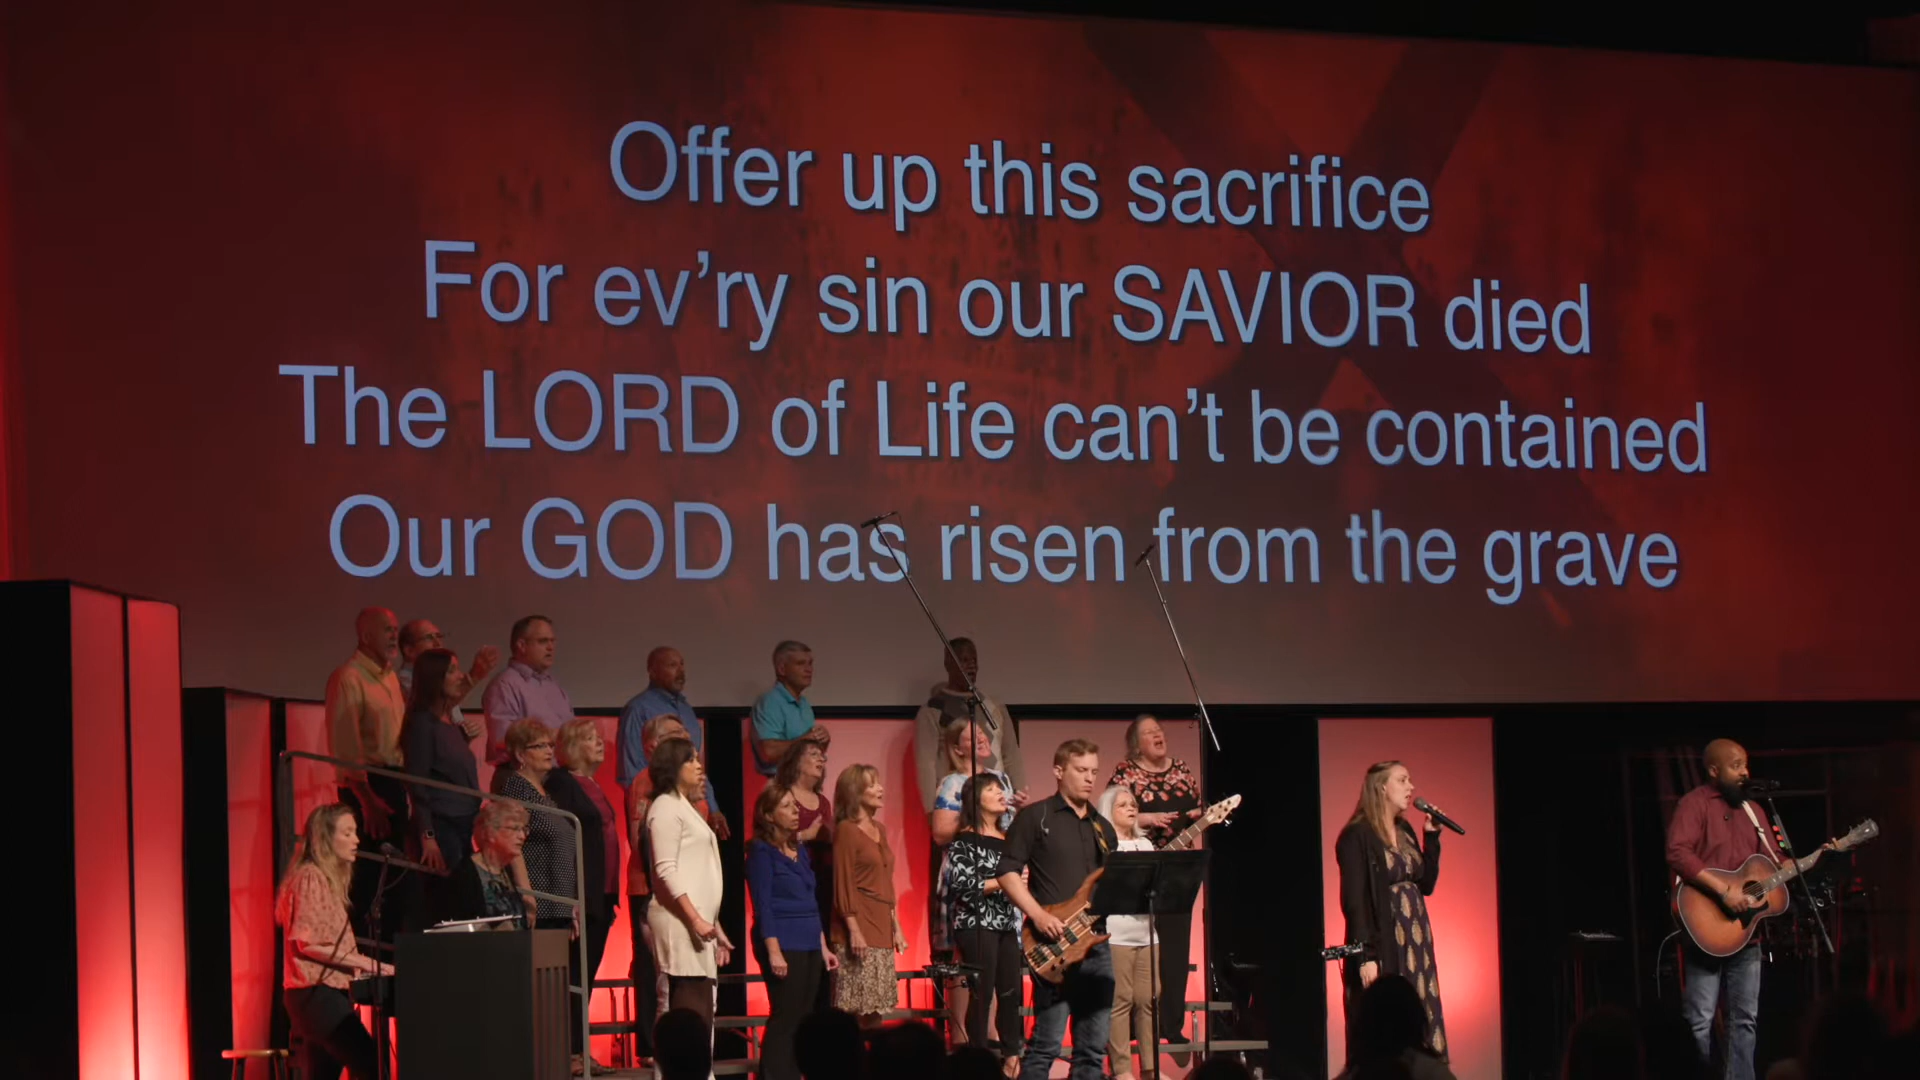 Offer up this sacrifice
For ev’ry sin our SAVIOR died
The LORD of Life can’t be contained
Our GOD has risen from the grave